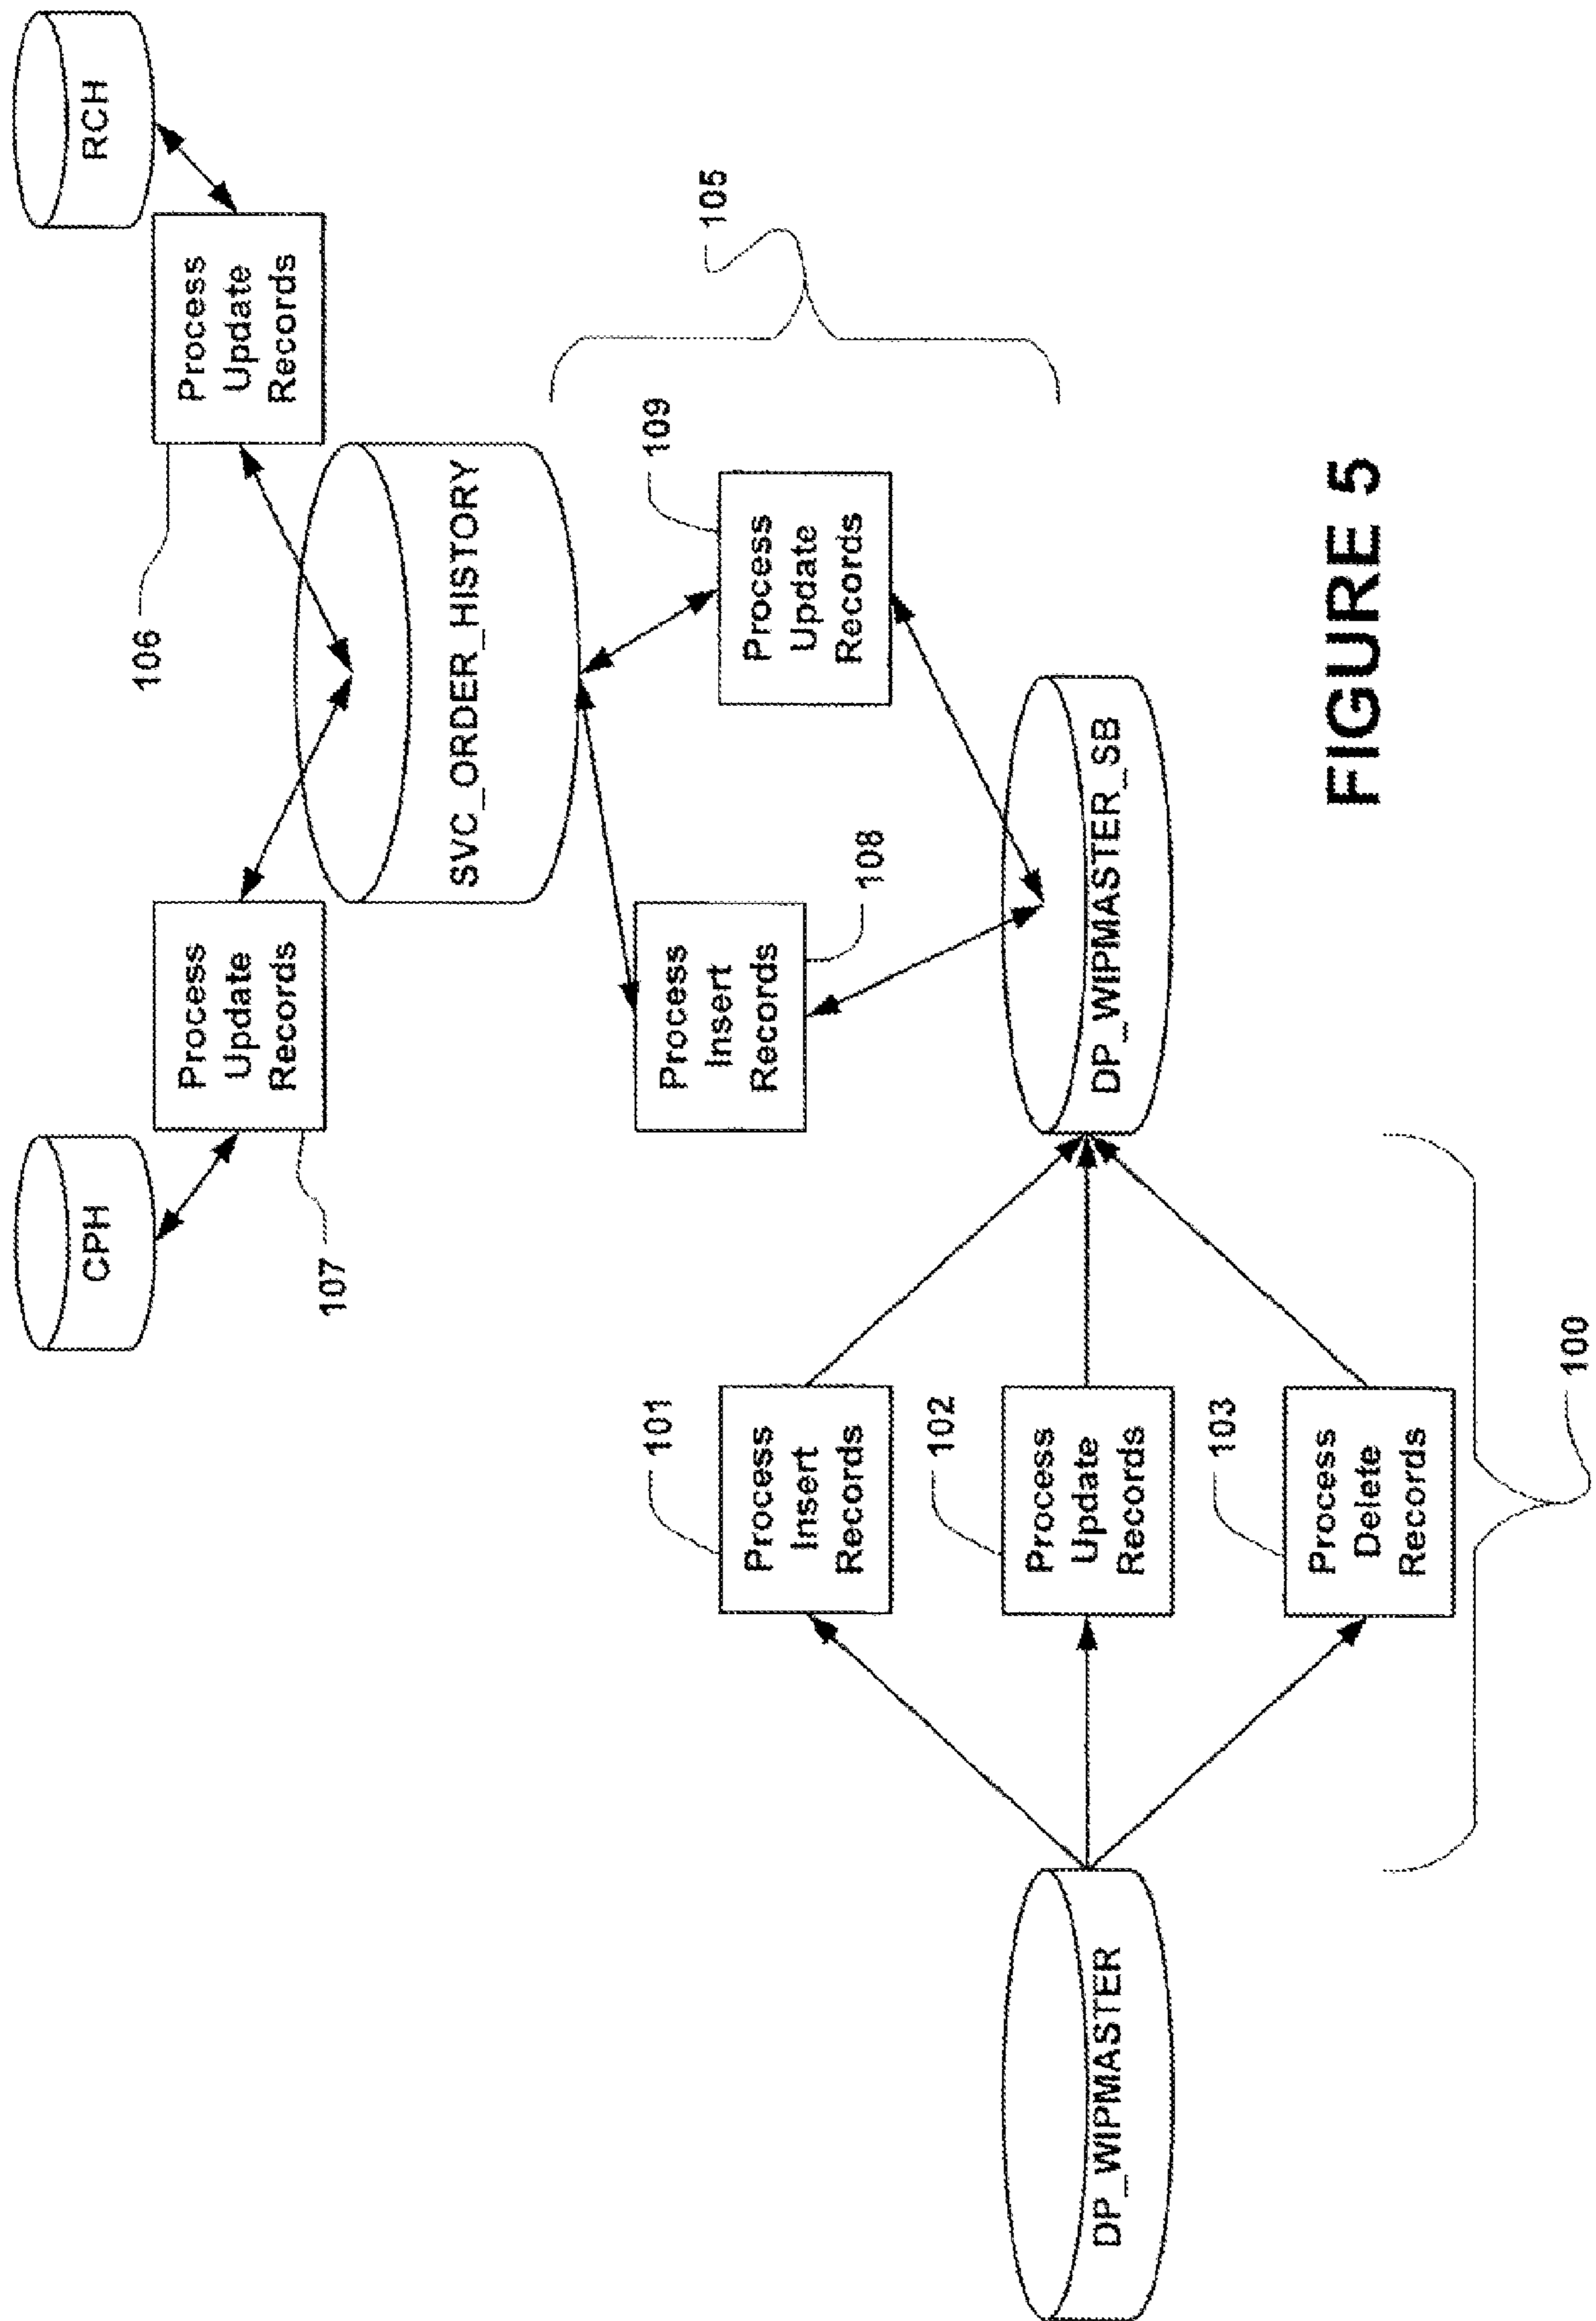 CPH
RCH
Process
Update
Records
107
Process
Update
Records
106
SVC_ORDER_HISTORY
101
Process
Insert
Records
Process
Insert
Records
108
109
Process
Update
Records
105
DP_WIPMASTER
102
Process
Update
Records
DP_WIPMASTER_SB
103
Process
Delete
Records
100
FIGURE 5